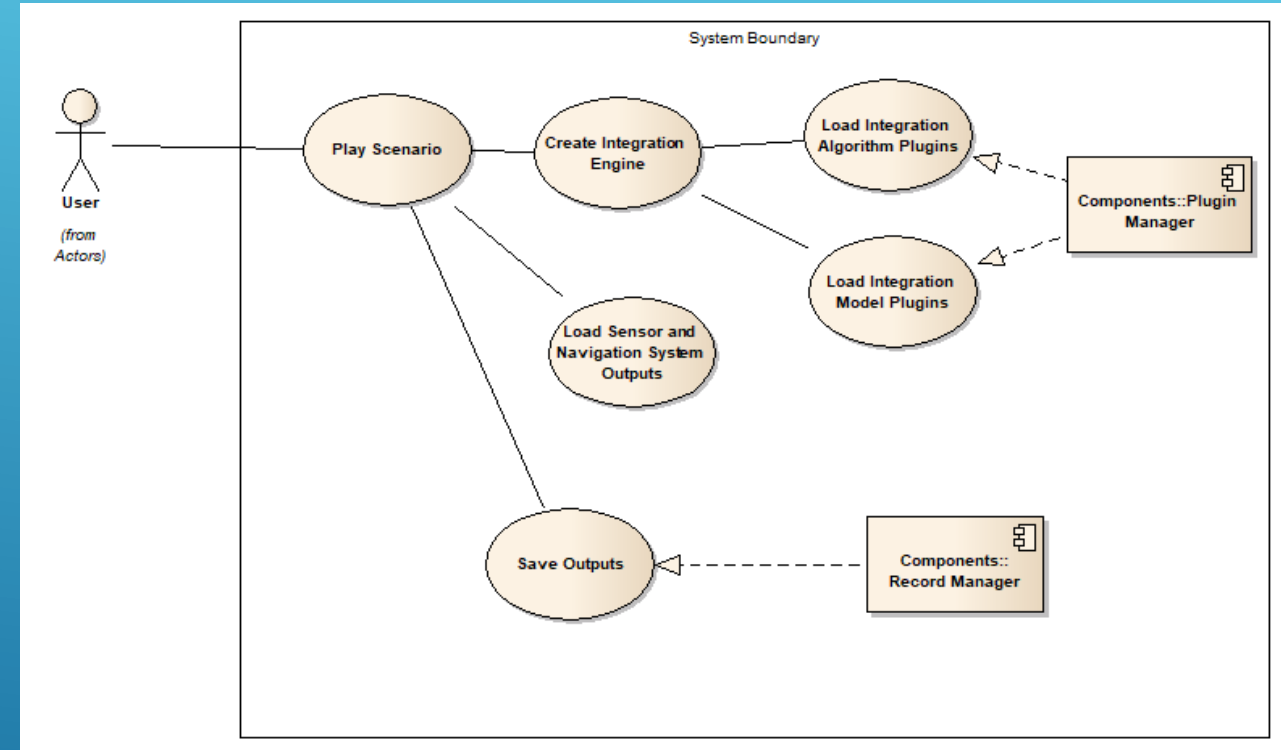 System Boundary
User
(from
Actors)
Play Scenario
Create Integration
Engine
Load Integration
Algorithm Plugins
Components::Plugin
Manager
Load Integration
Model Plugins
Load Sensor and
Navigation System
Outputs
Save Outputs
Components::
Record Manager